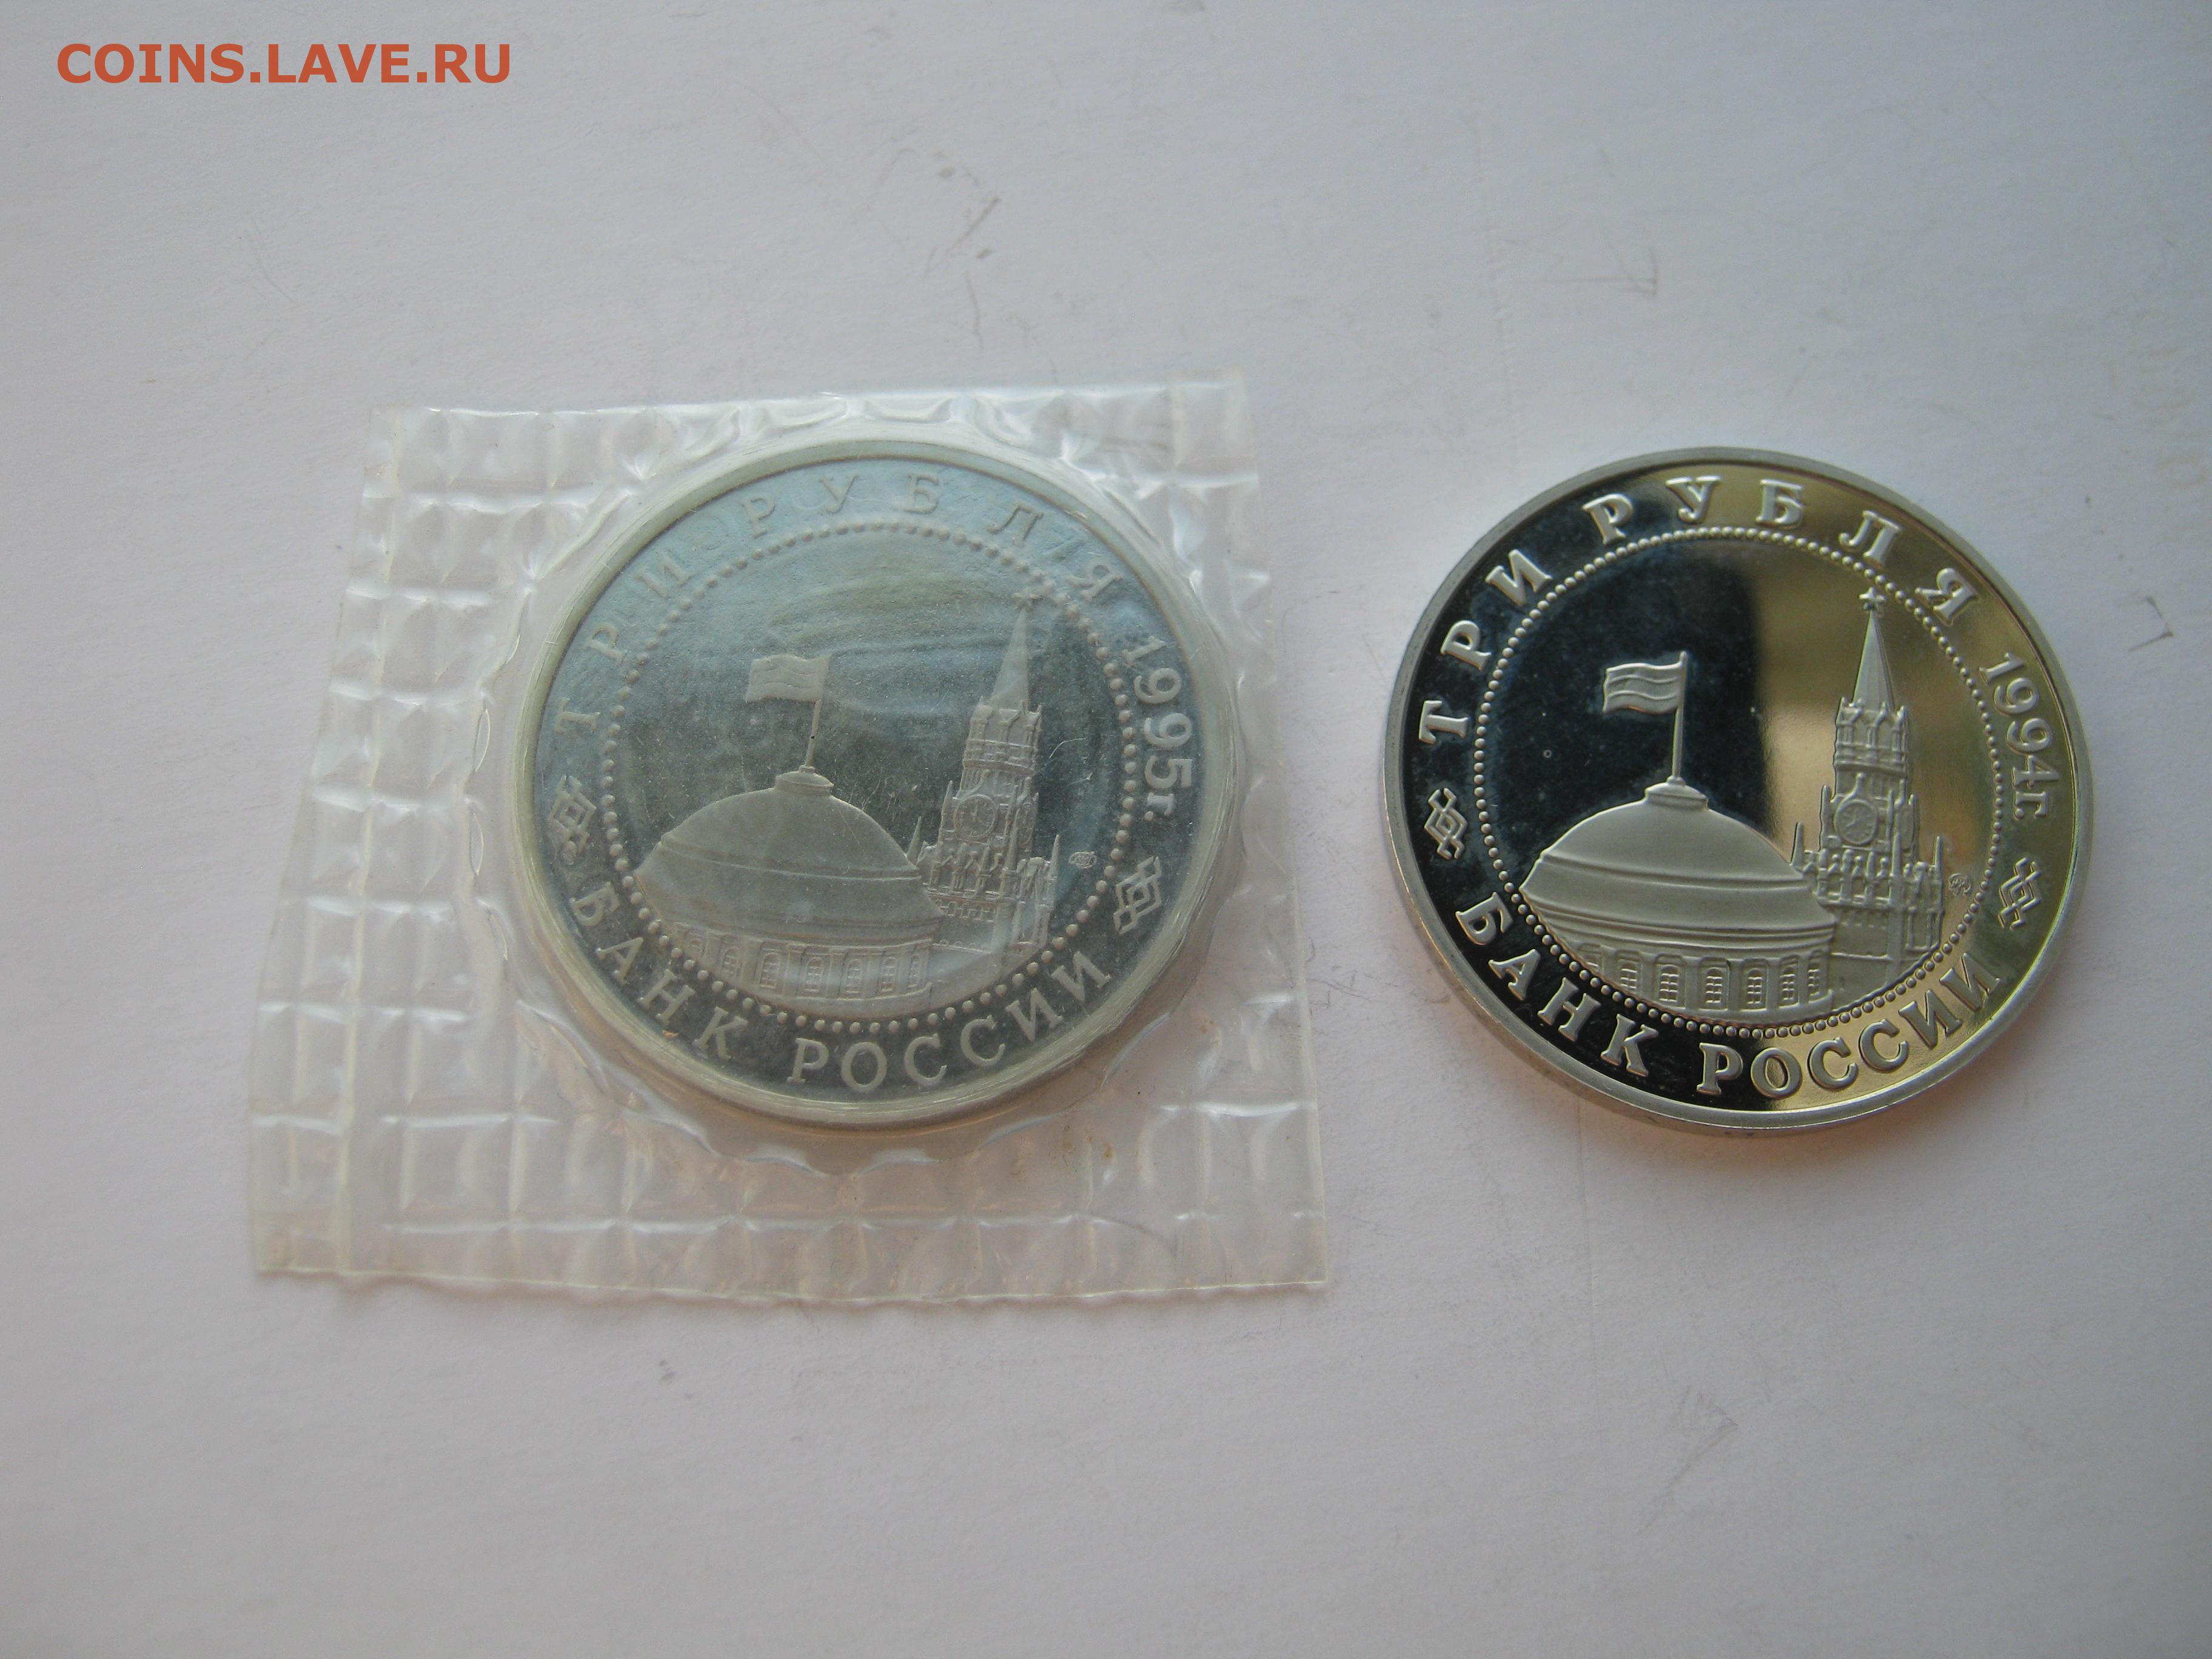 COINS.LAVE.RU
ТРИ РУБЛЯ 1995г.
БАНК РОССИИ
ТРИ РУБЛЯ 1994г.
БАНК РОССИИ